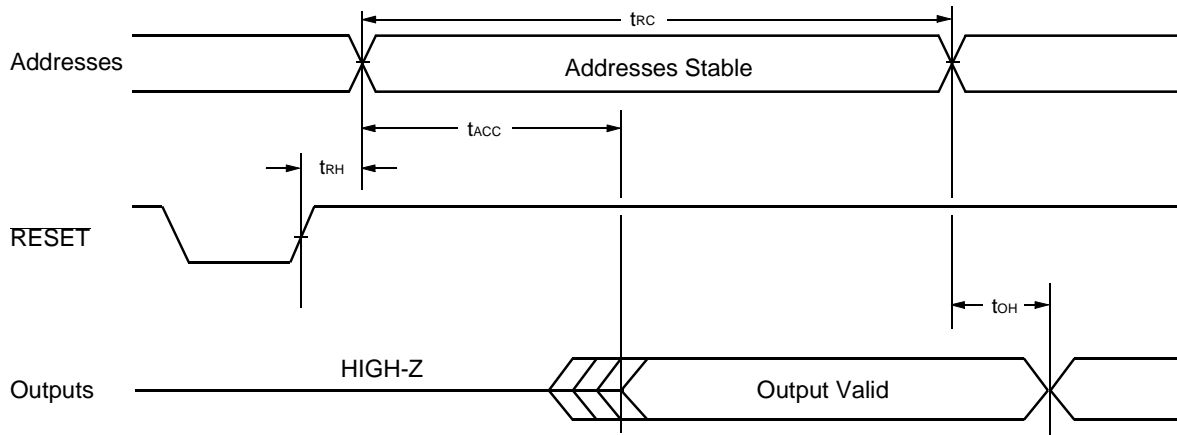 tRC
Addresses
Addresses Stable
tACC
tRH
RESET
tOH
HIGH-Z
Outputs
Output Valid